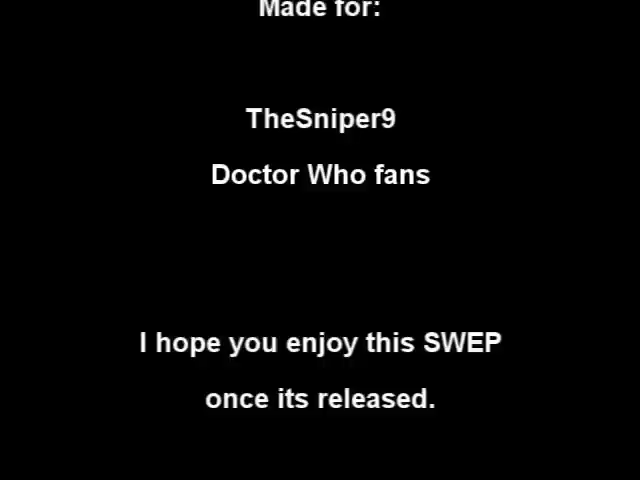 Made for:
TheSniper9
Doctor Who fans
I hope you enjoy this SWEP
once its released.